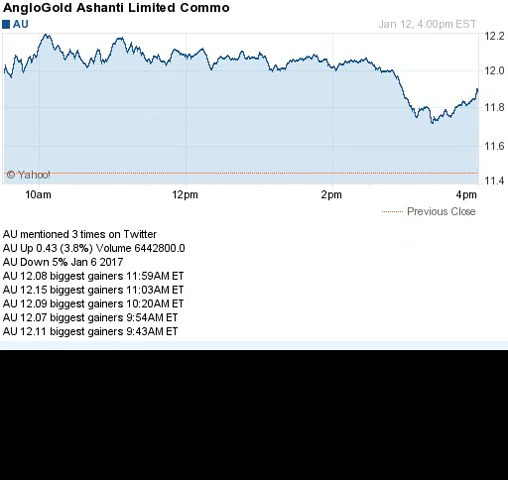 AngloGold Ashanti Limited Commo
AU
Jan 12, 4:00pm EST
12.2
12.0
11.8
11.6
11.4
© Yahoo!
10am 12pm 2pm 4pm
Previous Close
AU mentioned 3 times on Twitter
AU Up 0.43 (3.8%) Volume 6442800.0
AU Down 5% Jan 6 2017
AU 12.08 biggest gainers 11:59AM ET
AU 12.15 biggest gainers 11:03AM ET
AU 12.09 biggest gainers 10:20AM ET
AU 12.07 biggest gainers 9:54AM ET
AU 12.11 biggest gainers 9:43AM ET